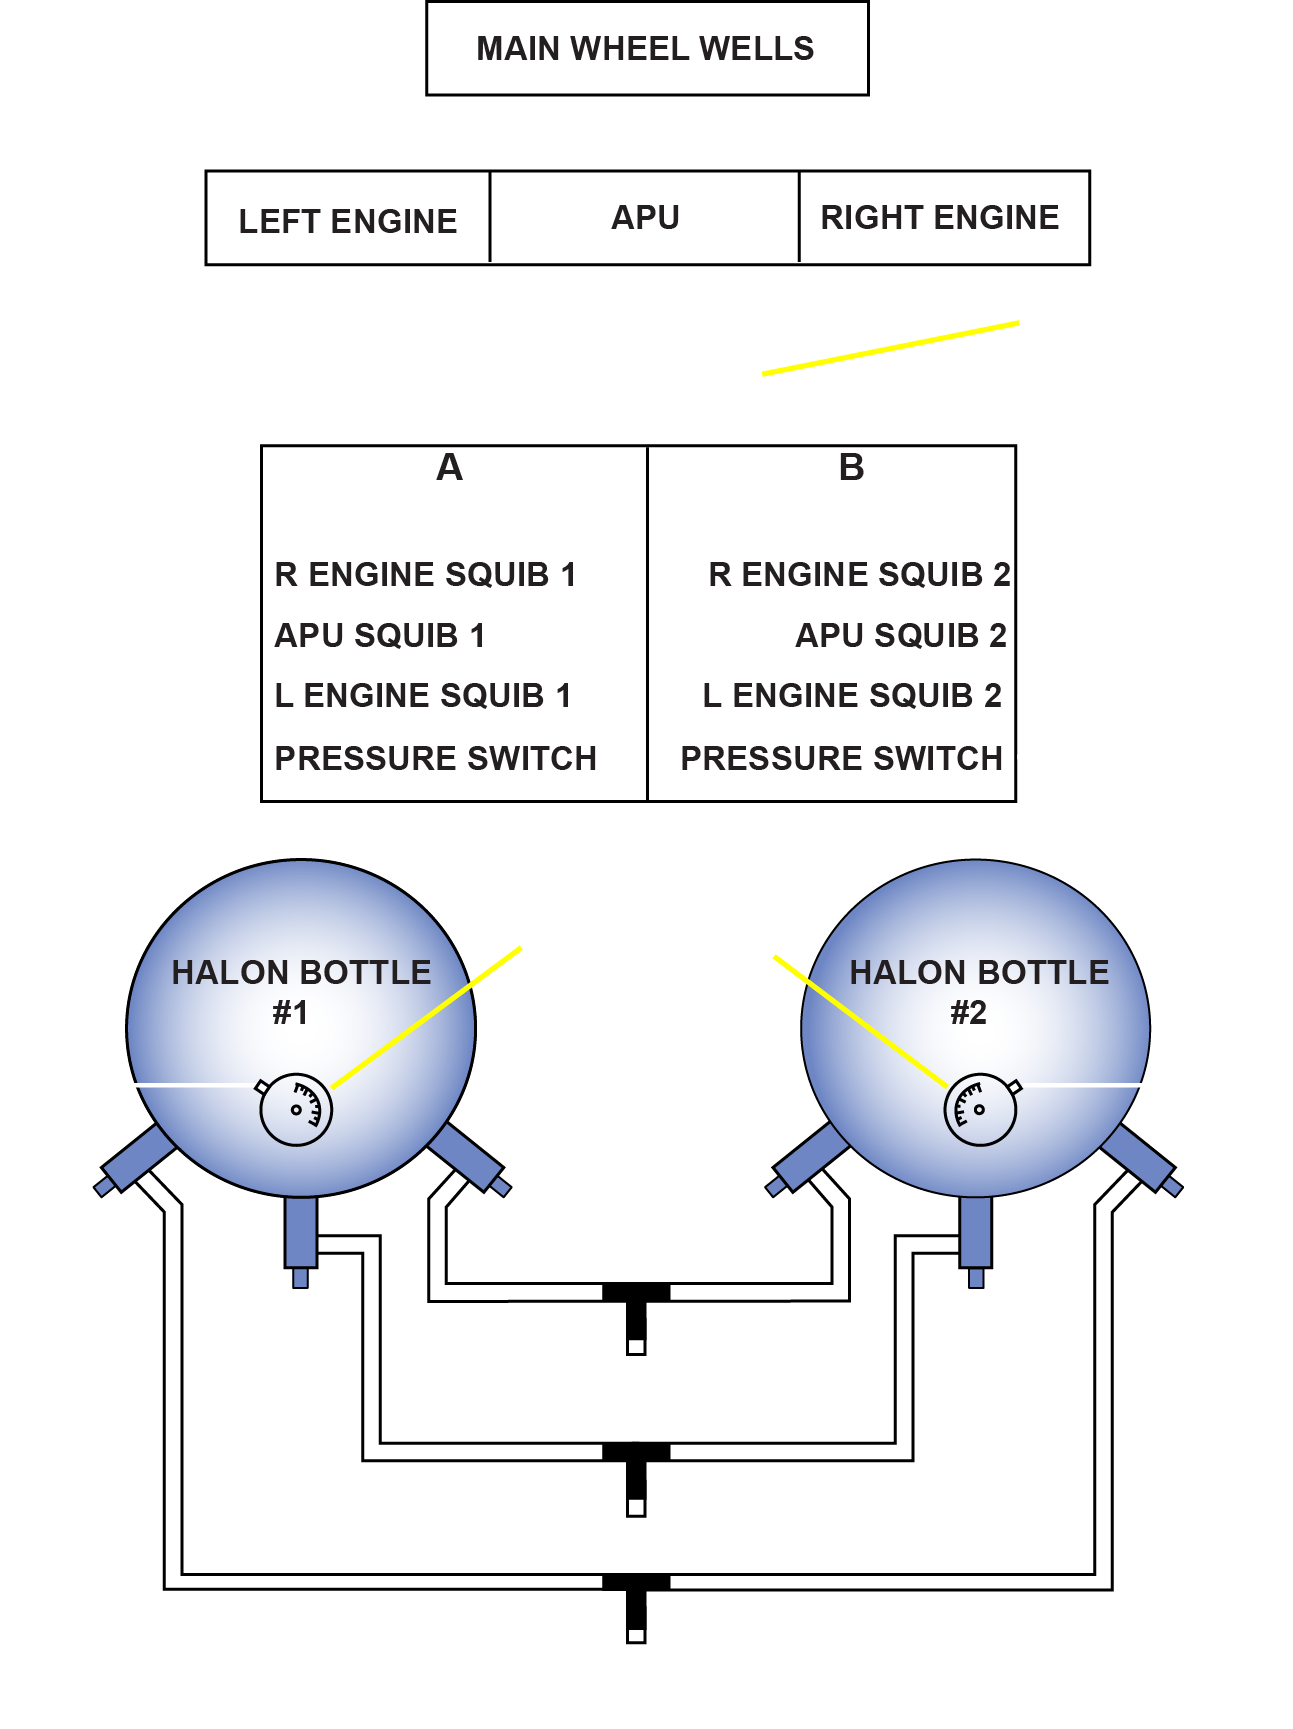 MAIN WHEEL WELLS
LEFT ENGINE
APU
RIGHT ENGINE
A
R ENGINE SQUIB 1
APU SQUIB 1
L ENGINE SQUIB 1
PRESSURE SWITCH
B
R ENGINE SQUIB 2
APU SQUIB 2
L ENGINE SQUIB 2
PRESSURE SWITCH
HALON BOTTLE
#1
HALON BOTTLE
#2